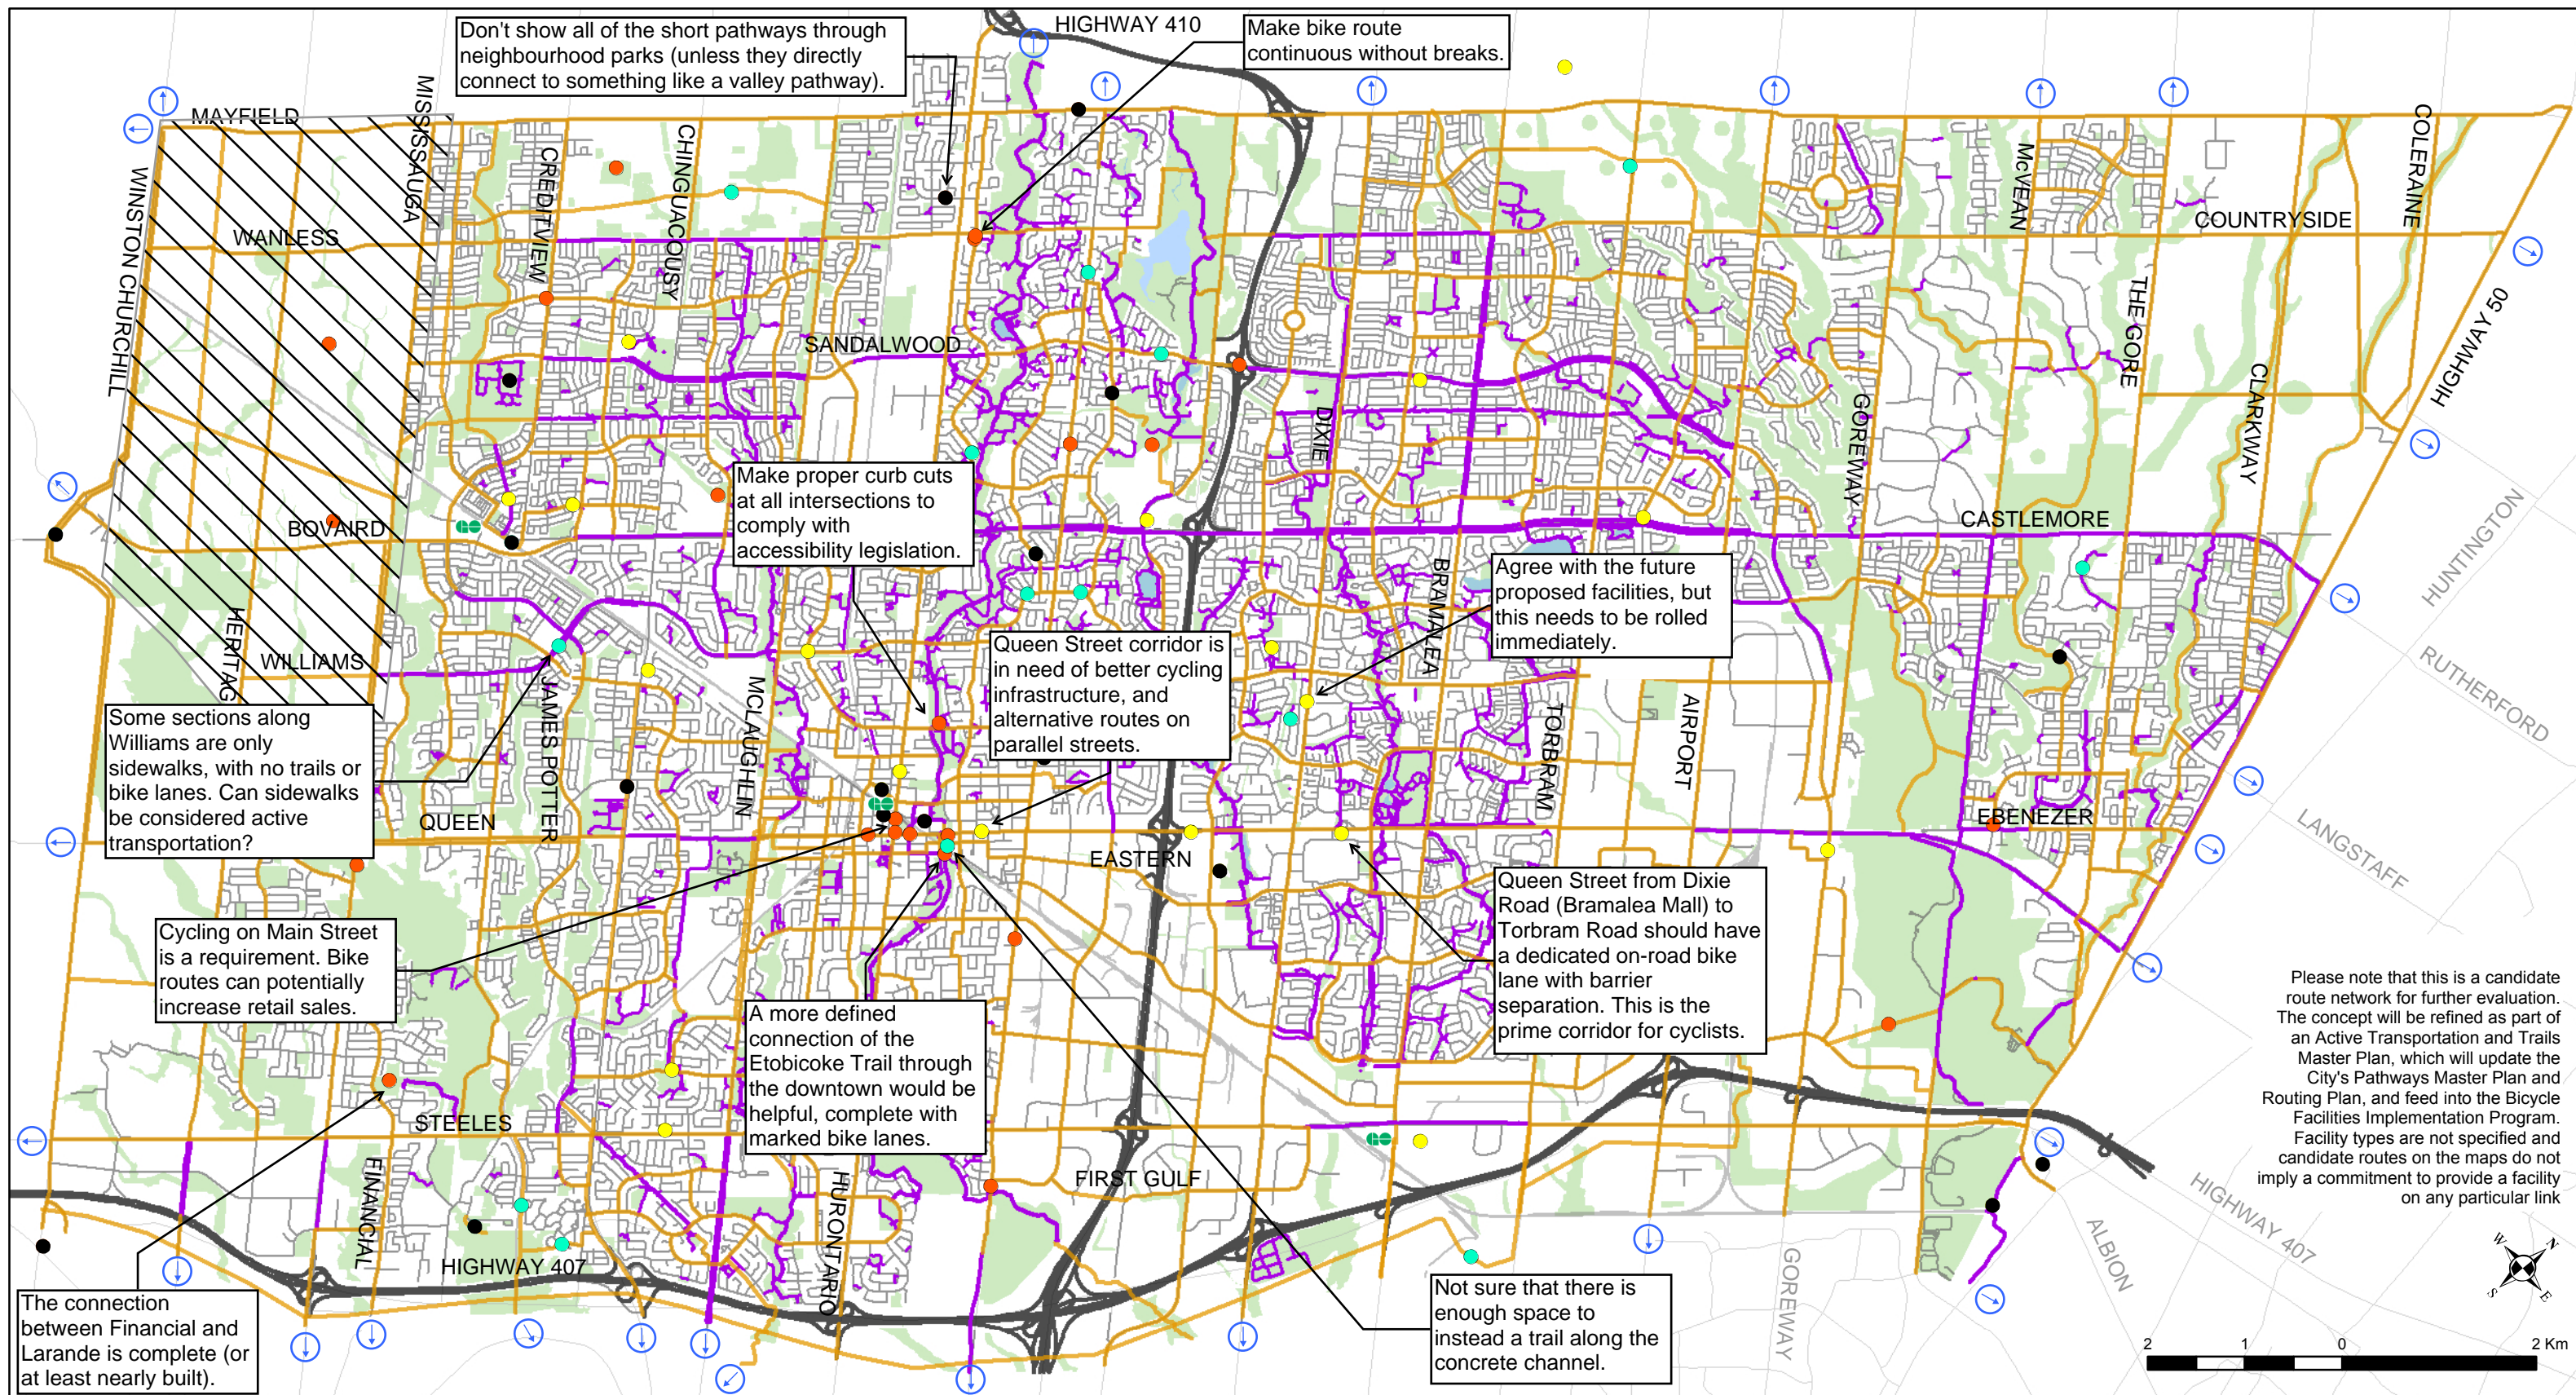 HIGHWAY 410
Don't show all of the short pathways through
neighbourhood parks (unless they directly
connect to something like a valley pathway).
Make bike route
continuous without breaks.
MAYFIELD
MISSISSAUGA
CREDITVIEW
CHINGUACOUSY
WINSTON CHURCHILL
WANLESS
McVEAN
COLERAINE
COUNTRYSIDE
THE GORE
HIGHWAY 50
SANDALWOOD
CLARKWAY
DIXIE
GOREWAY
Make proper curb cuts
at all intersections to
comply with
accessibility legislation.
BOVAIRD
CASTLEMORE
HUNTINGTON
BRAMALEA
Agree with the future
proposed facilities, but
this needs to be rolled
immediately.
HERITAG
WILLIAMS
Queen Street corridor is
in need of better cycling
infrastructure, and
alternative routes on
parallel streets.
RUTHERFORD
JAMES POTTER
MCLAUGHLIN
TORBRAM
AIRPORT
Some sections along
Williams are only
sidewalks, with no trails or
bike lanes. Can sidewalks
be considered active
transportation?
QUEEN
EBENEZER
LANGSTAFF
EASTERN
Queen Street from Dixie
Road (Bramalea Mall) to
Torbram Road should have
a dedicated on-road bike
lane with barrier
separation. This is the
prime corridor for cyclists.
Cycling on Main Street
is a requirement. Bike
routes can potentially
increase retail sales.
A more defined
connection of the
Etobicoke Trail through
the downtown would be
helpful, complete with
marked bike lanes.
Please note that this is a candidate
route network for further evaluation.
The concept will be refined as part of
an Active Transportation and Trails
Master Plan, which will update the
City's Pathways Master Plan and
Routing Plan, and feed into the Bicycle
Facilities Implementation Program.
Facility types are not specified and
candidate routes on the maps do not
imply a commitment to provide a facility
on any particular link
STEELES
FINANCIAL
HURONTARIO
FIRST GULF
HIGHWAY 407
HIGHWAY 407
GOREWAY
ALBION
The connection
between Financial and
Larande is complete (or
at least nearly built).
Not sure that there is
enough space to
instead a trail along the
concrete channel.
W N
S E
2 1 0 2 Km